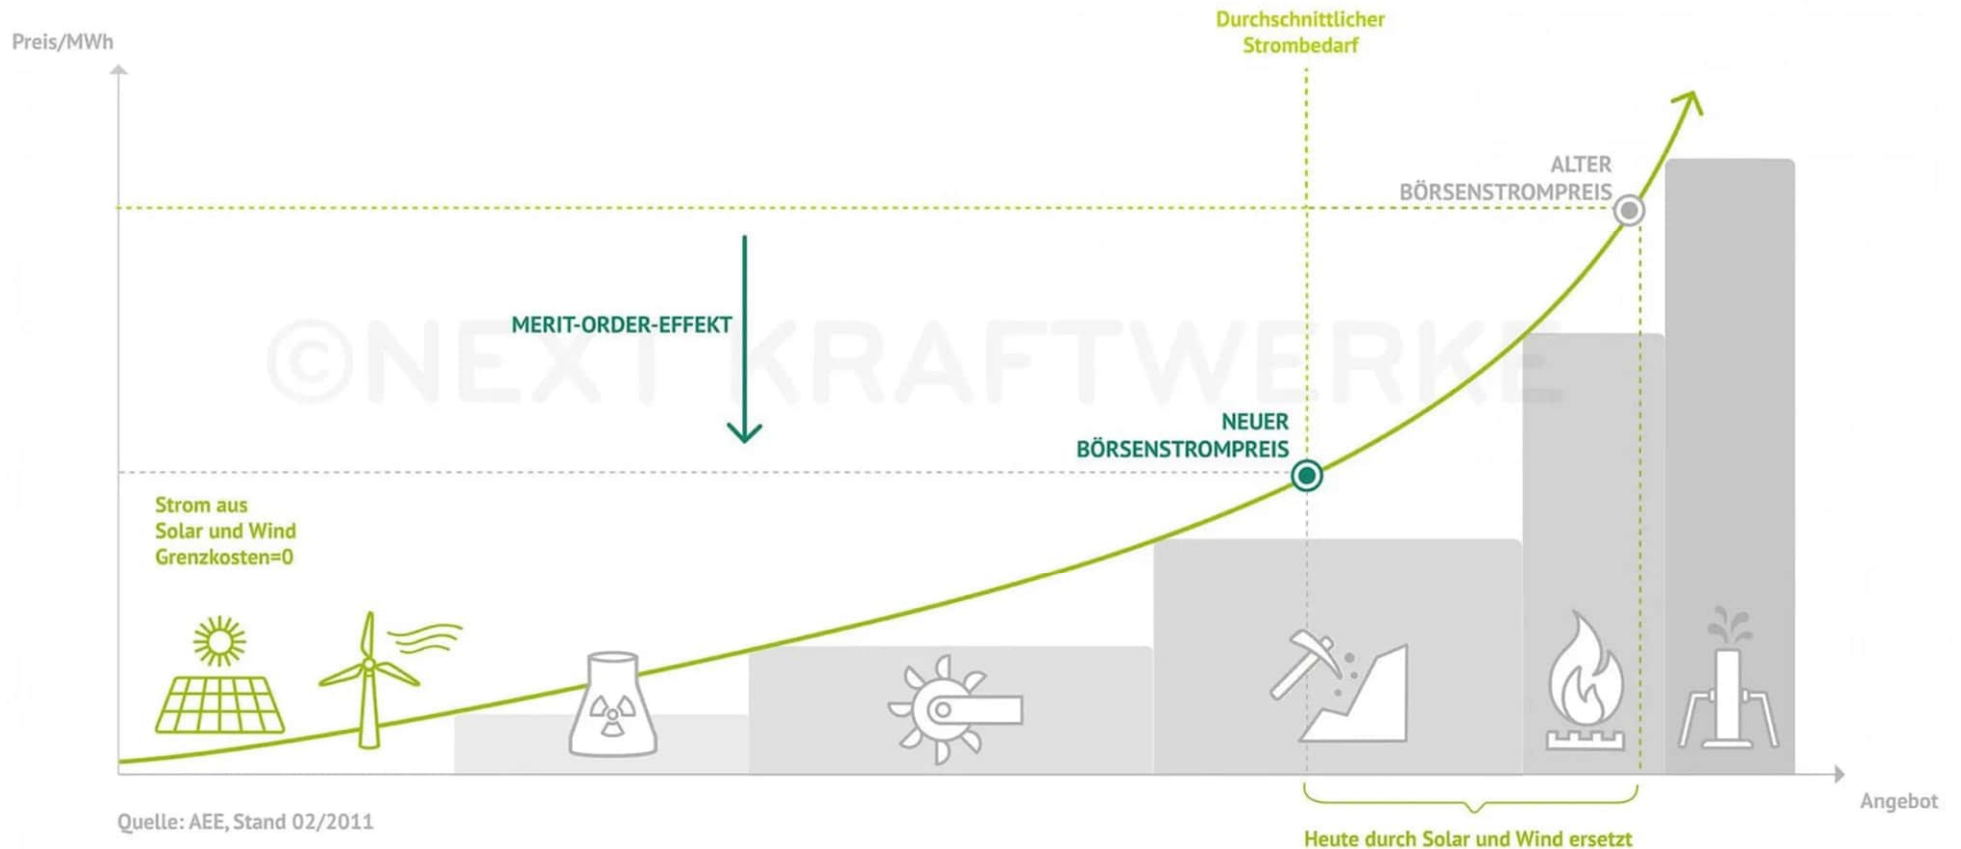 Durchschnittlicher
Strombedarf
Preis/MWh
ALTER
BÖRSENSTROMPREIS
MERIT-ORDER-EFFEKT
©NEXT KRAFTWERKE
NEUER
BÖRSENSTROMPREIS
Strom aus
Solar und Wind
Grenzkosten=0
Angebot
Quelle: AEE, Stand 02/2011
Heute durch Solar und Wind ersetzt